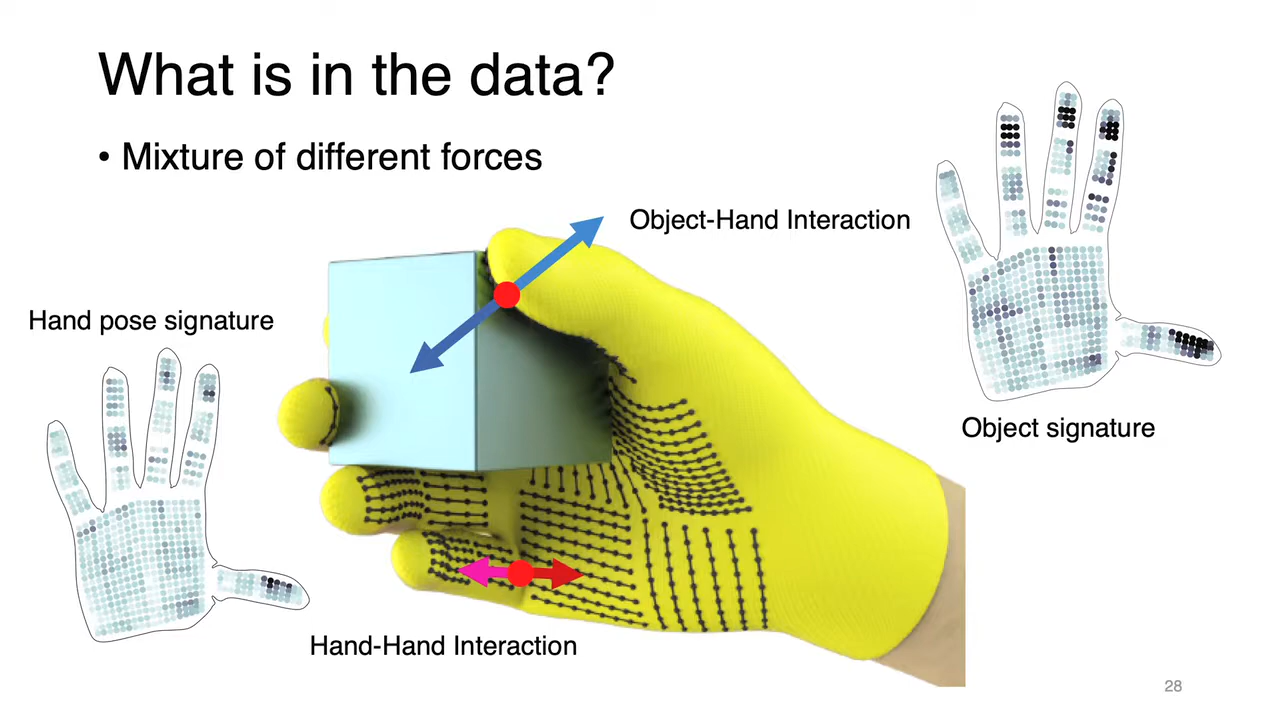 What is in the data?
• Mixture of different forces
Object-Hand Interaction
Hand pose signature
Object signature
Hand-Hand Interaction
28